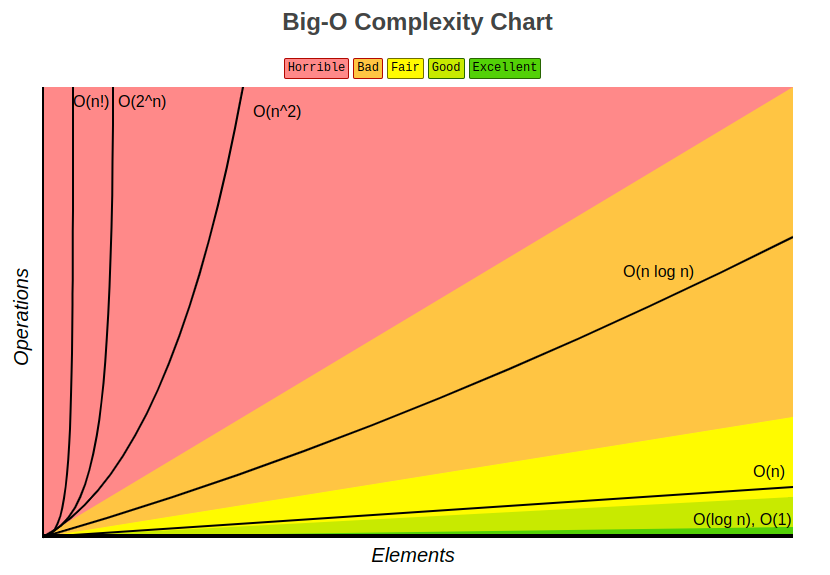 Big-O Complexity Chart
Horrible Bad Fair Good Excellent
O(n!) O(2^n)
O(n^2)
O(n log n)
O(n)
O(log n), O(1)
Operations
Elements